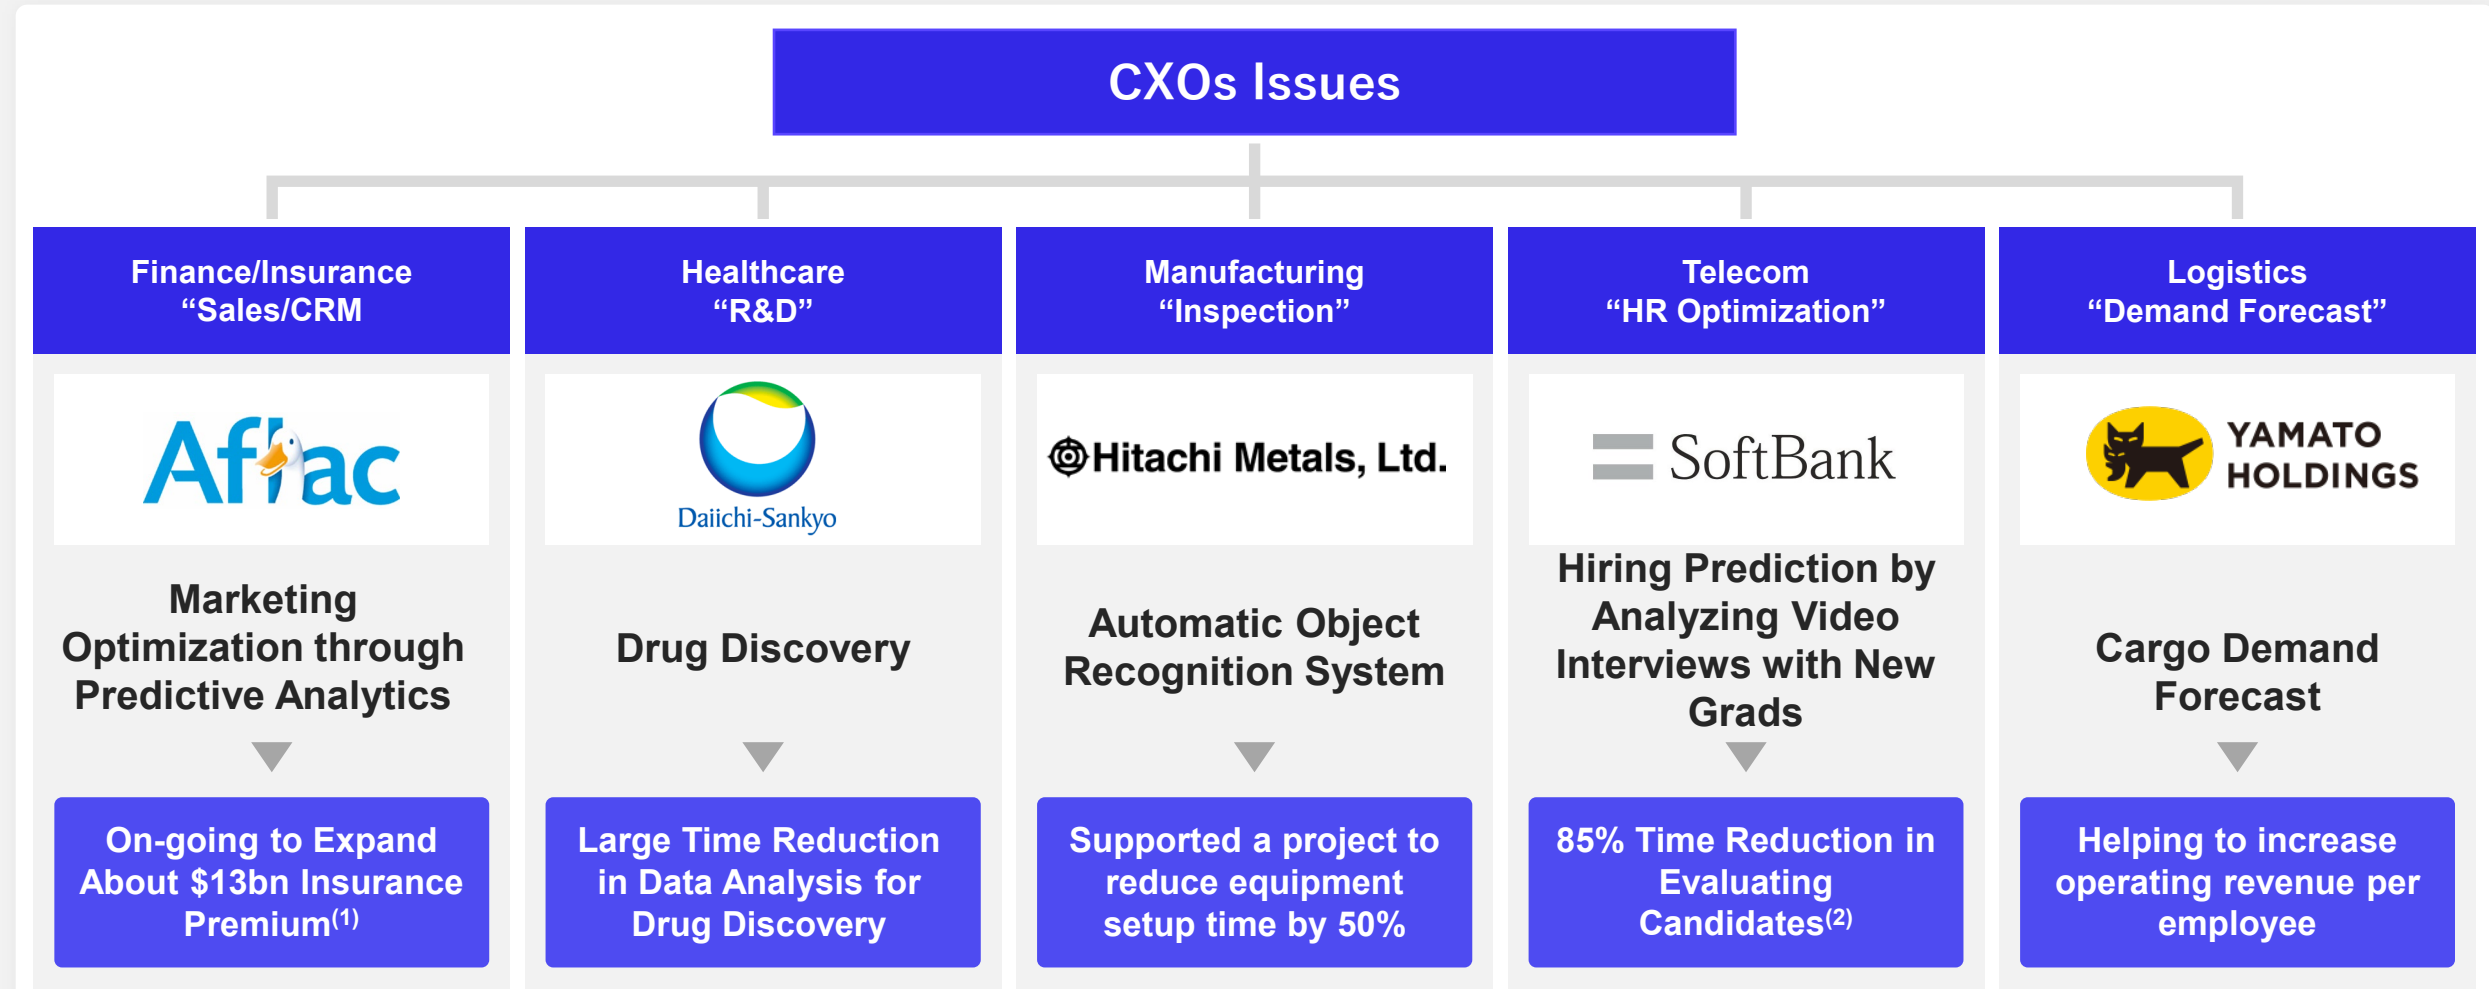 CXOs Issues
Finance/Insurance
“Sales/CRM
Healthcare
“R&D”
Manufacturing
“Inspection”
Telecom
“HR Optimization”
Logistics
“Demand Forecast”
Aflac
Daiichi-Sankyo
Hitachi Metals, Ltd.
SoftBank
YAMATO
HOLDINGS
Marketing
Optimization through
Predictive Analytics
Drug Discovery
Automatic Object
Recognition System
Hiring Prediction by
Analyzing Video
Interviews with New
Grads
Cargo Demand
Forecast
On-going to Expand
About $13bn Insurance
Premium(1)
Large Time Reduction
in Data Analysis for
Drug Discovery
Supported a project to
reduce equipment
setup time by 50%
85% Time Reduction in
Evaluating
Candidates(2)
Helping to increase
operating revenue per
employee